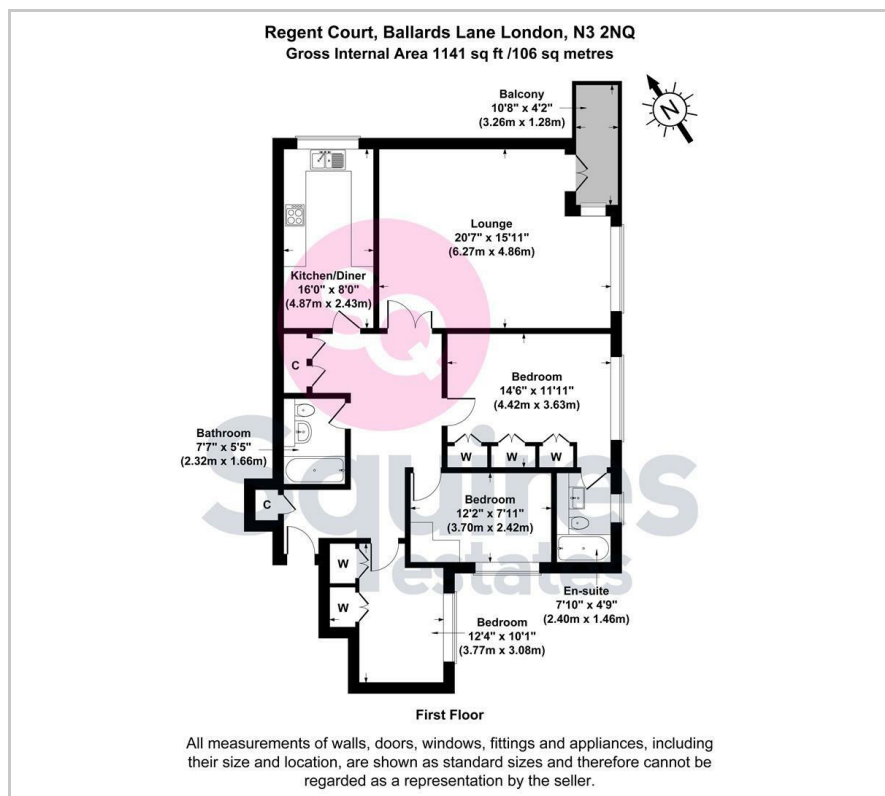 Regent Court, Ballards Lane London, N3 2NQ
Gross Internal Area 1141 sq ft /106 sq metres
Balcony
10'8" x 4'2"
(3.26m x 1.28m)
N
Lounge
20'7" x 15'11"
(6.27m x 4.86m)
Kitchen/Diner
16'0" x 8'0"
(4.87m x 2.43m)
SQ
C
Bedroom
14'6" x 11'11"
(4.42m x 3.63m)
Bathroom
7'7" x 5'5"
(2.32m x 1.66m)
W
W
W
Squires
estates
C
Bedroom
12'2" x 7'11"
(3.70m x 2.42m)
W
W
En-suite
7'10" x 4'9"
(2.40m x 1.46m)
Bedroom
12'4" x 10'1"
(3.77m x 3.08m)
First Floor
All measurements of walls, doors, windows, fittings and appliances, including
their size and location, are shown as standard sizes and therefore cannot be
regarded as a representation by the seller.